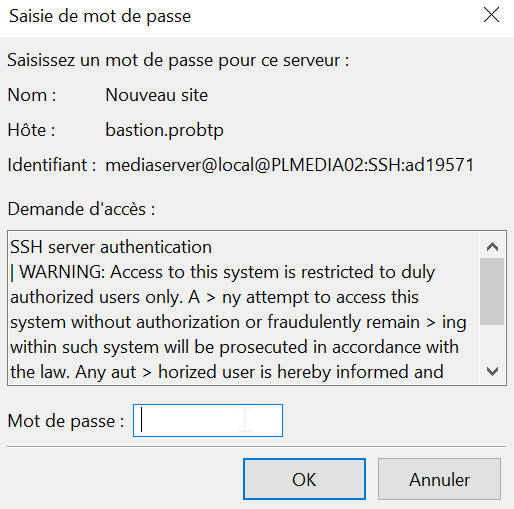 Saisie de mot de passe
Saisissez un mot de passe pour ce serveur :
Nom : Nouveau site
Hôte : bastion.probtp
Identifiant : mediaserver@local@PLMEDIA02:SSH:ad19571
Demande d'accès :
SSH server authentication
| WARNING: Access to this system is restricted to duly
authorized users only. A > ny attempt to access this
system without authorization or fraudulently remain > ing
within such system will be prosecuted in accordance with
the law. Any aut > horized user is hereby informed and
Mot de passe :
OK
Annuler